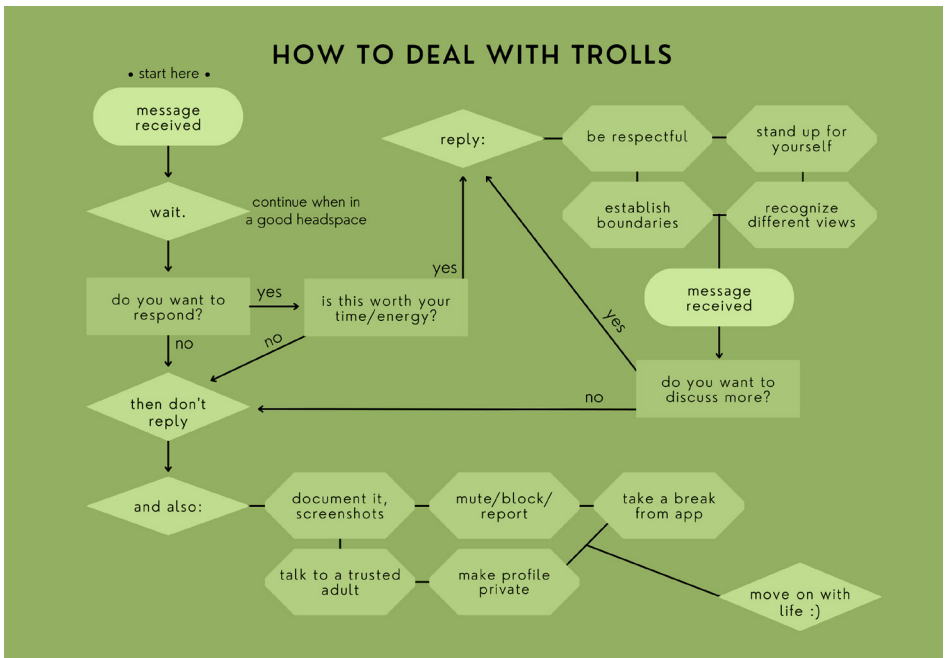 HOW TO DEAL WITH TROLLS
• start here •
message
received
wait.
continue when in
a good headspace
do you want to
respond?
yes
no
is this worth your
time/energy?
yes
no
reply:
be respectful
stand up for
yourself
establish
boundaries
recognize
different views
message
received
do you want to
discuss more?
yes
no
then don't
reply
and also:
document it,
screenshots
mute/block/
report
take a break
from app
talk to a trusted
adult
make profile
private
move on with
life :)